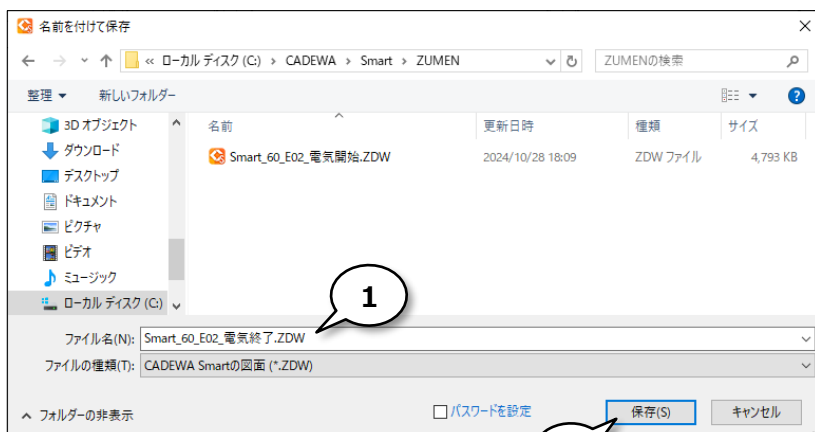 名前を付けて保存
« ローカル ディスク (C:) › CADEWA › Smart › ZUMEN
ZUMENの検索
整理 新しいフォルダー
名前 更新日時 種類 サイズ
3D オブジェクト
ダウンロード
Smart_60_E02_電気開始.ZDW 2024/10/28 18:09 ZDW ファイル 4,793 KB
デスクトップ
ドキュメント
ピクチャ
ビデオ
ミュージック
ローカル ディスク (C:)
1
ファイル名(N): Smart_60_E02_電気終了.ZDW
ファイルの種類(T): CADEWA Smartの図面 (*.ZDW)
フォルダーの非表示
パスワードを設定
保存(S)
キャンセル